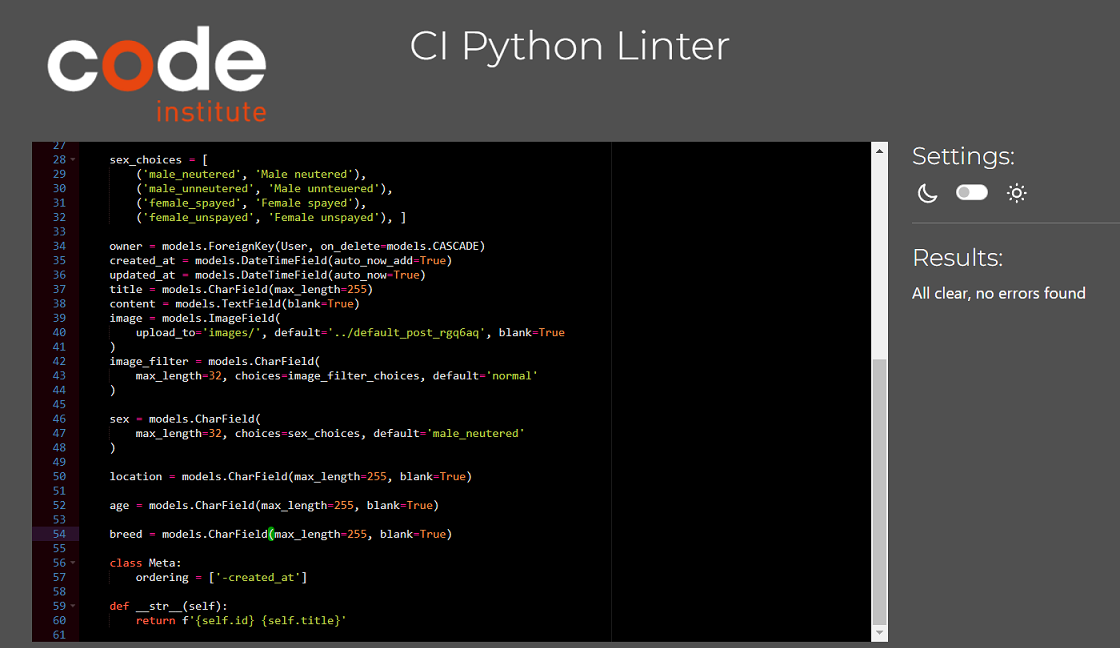 code
institute
CI Python Linter
27
28 sex_choices = [
29 ('male_neutered', 'Male neutered'),
30 ('male_unneutered', 'Male unnteuered'),
31 ('female_spayed', 'Female spayed'),
32 ('female_unspayed', 'Female unspayed'), ]
33
34 owner = models.ForeignKey(User, on_delete=models.CASCADE)
35 created_at = models.DateTimeField(auto_now_add=True)
36 updated_at = models.DateTimeField(auto_now=True)
37 title = models.CharField(max_length=255)
38 content = models.TextField(blank=True)
39 image = models.ImageField(
40 upload_to='images/', default='../default_post_rgq6aq', blank=True
41 )
42 image_filter = models.CharField(
43 max_length=32, choices=image_filter_choices, default='normal'
44 )
45
46 sex = models.CharField(
47 max_length=32, choices=sex_choices, default='male_neutered'
48 )
49
50 location = models.CharField(max_length=255, blank=True)
51
52 age = models.CharField(max_length=255, blank=True)
53
54 breed = models.CharField(max_length=255, blank=True)
55
56 class Meta:
57 ordering = ['-created_at']
58
59 def __str__(self):
60 return f'{self.id} {self.title}'
61
Settings:
Results:
All clear, no errors found